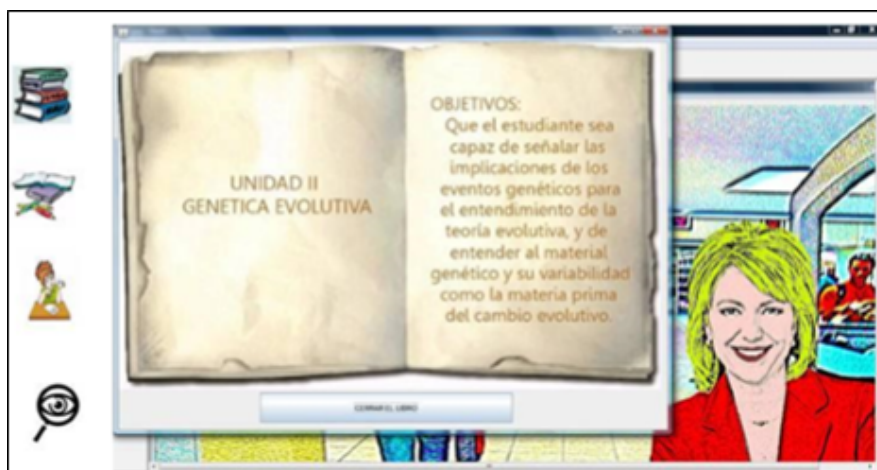 UNIDAD II
GENETICA EVOLUTIVA
OBJETIVOS:
Que el estudiante sea
capaz de señalar las
implicaciones de los
eventos genéticos para
el entendimiento de la
teoría evolutiva, y de
entender al material
genético y su variabilidad
como la materia prima
del cambio evolutivo.
CERRAR EL LIBRO